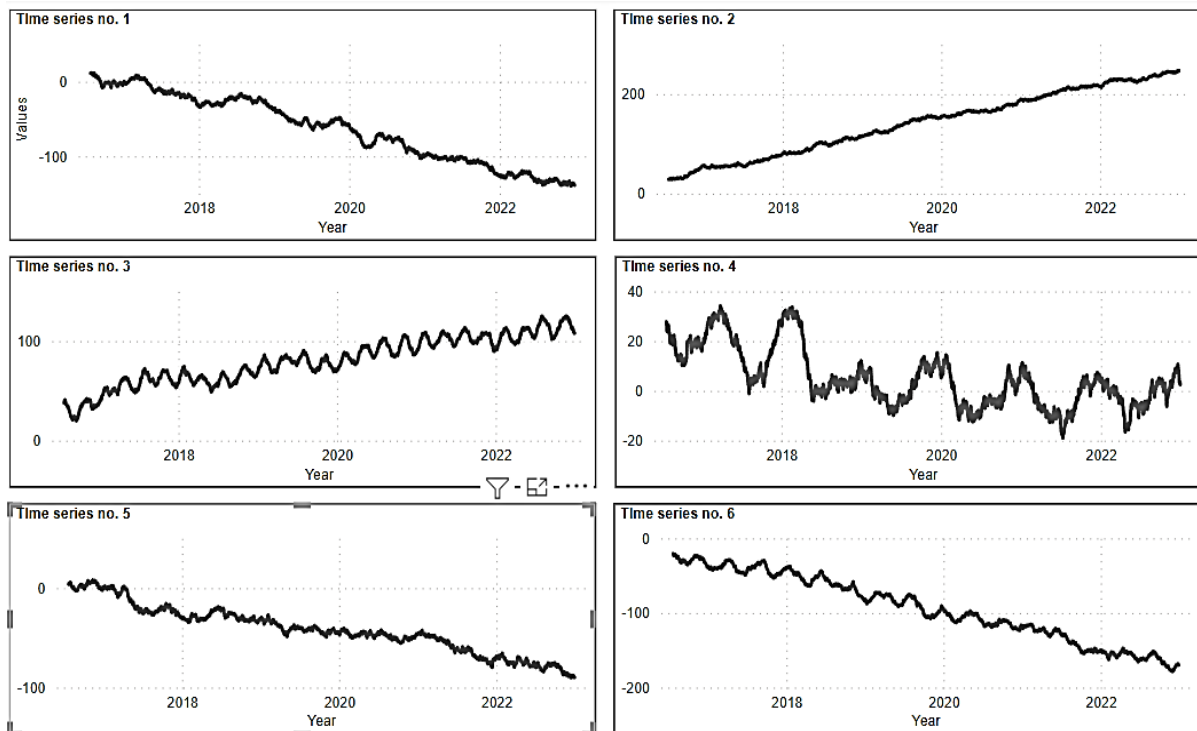 TIme series no. 1
0
-100
Values
2018 2020 2022
Year
TIme series no. 2
200
0
2018 2020 2022
Year
TIme series no. 3
100
0
2018 2020 2022
Year
TIme series no. 4
40
20
0
-20
2018 2020 2022
Year
TIme series no. 5
0
-100
2018 2020 2022
Year
TIme series no. 6
0
-100
-200
2018 2020 2022
Year